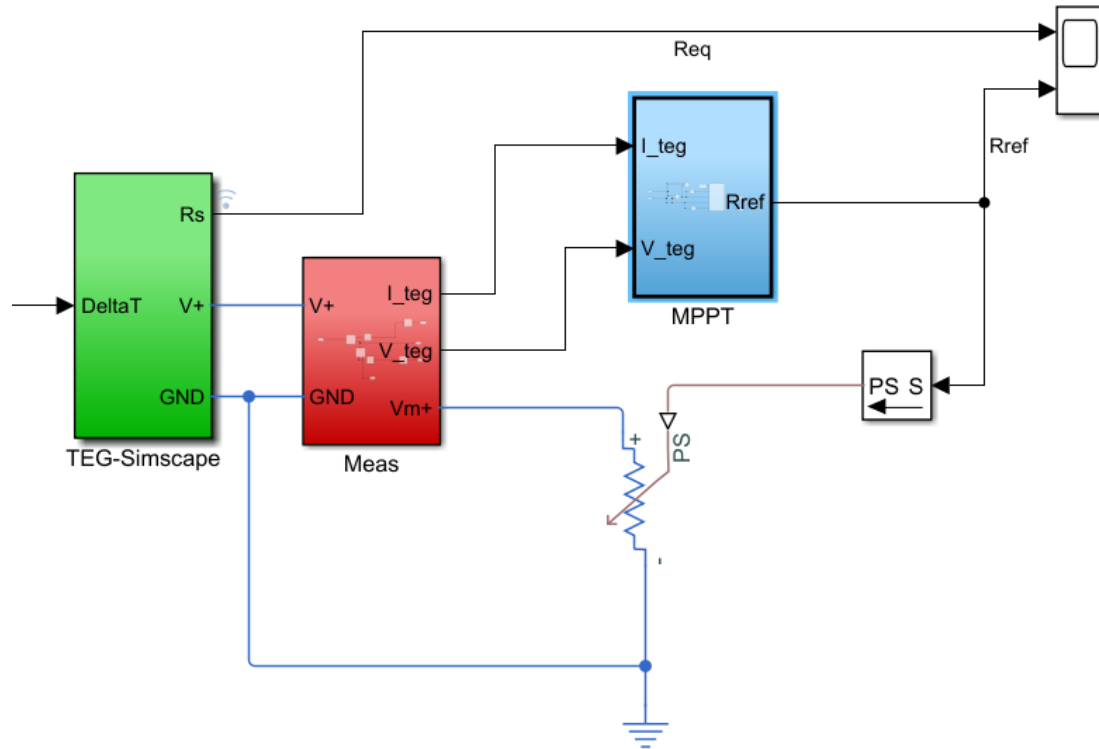 Req
I_teg
Rref
Rs
Rref
V_teg
DeltaT
V+
V+
I_teg
MPPT
V_teg
PS S
GND
GND
Vm+
+
PS
TEG-Simscape
Meas
-